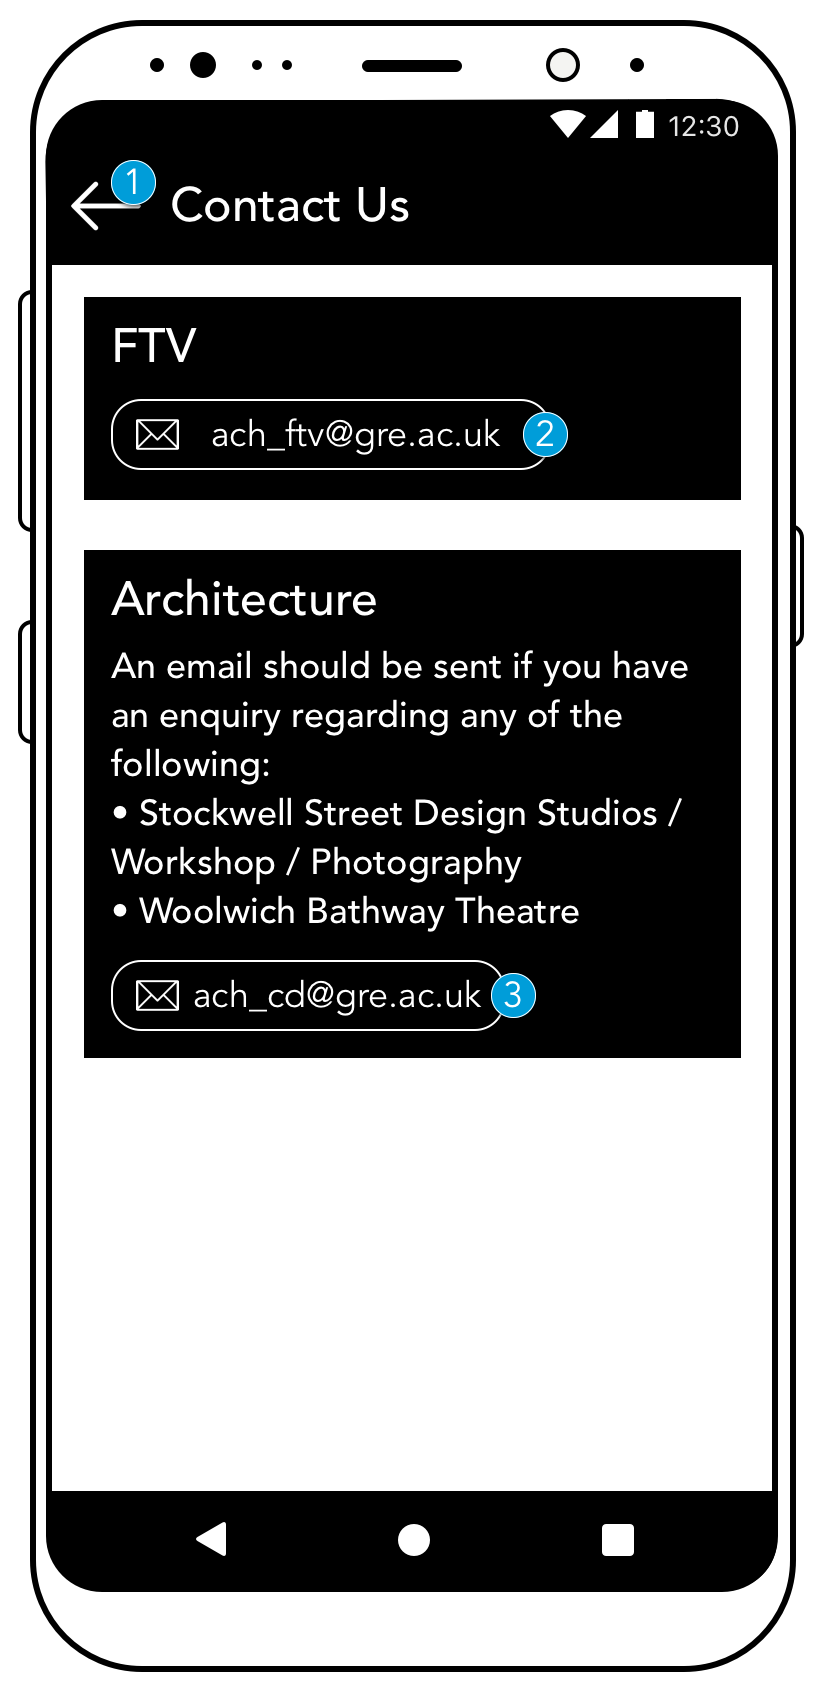 12:30
1
Contact Us
FTV
ach_ftv@gre.ac.uk 2
Architecture
An email should be sent if you have
an enquiry regarding any of the
following:
• Stockwell Street Design Studios /
Workshop / Photography
• Woolwich Bathway Theatre
ach_cd@gre.ac.uk 3